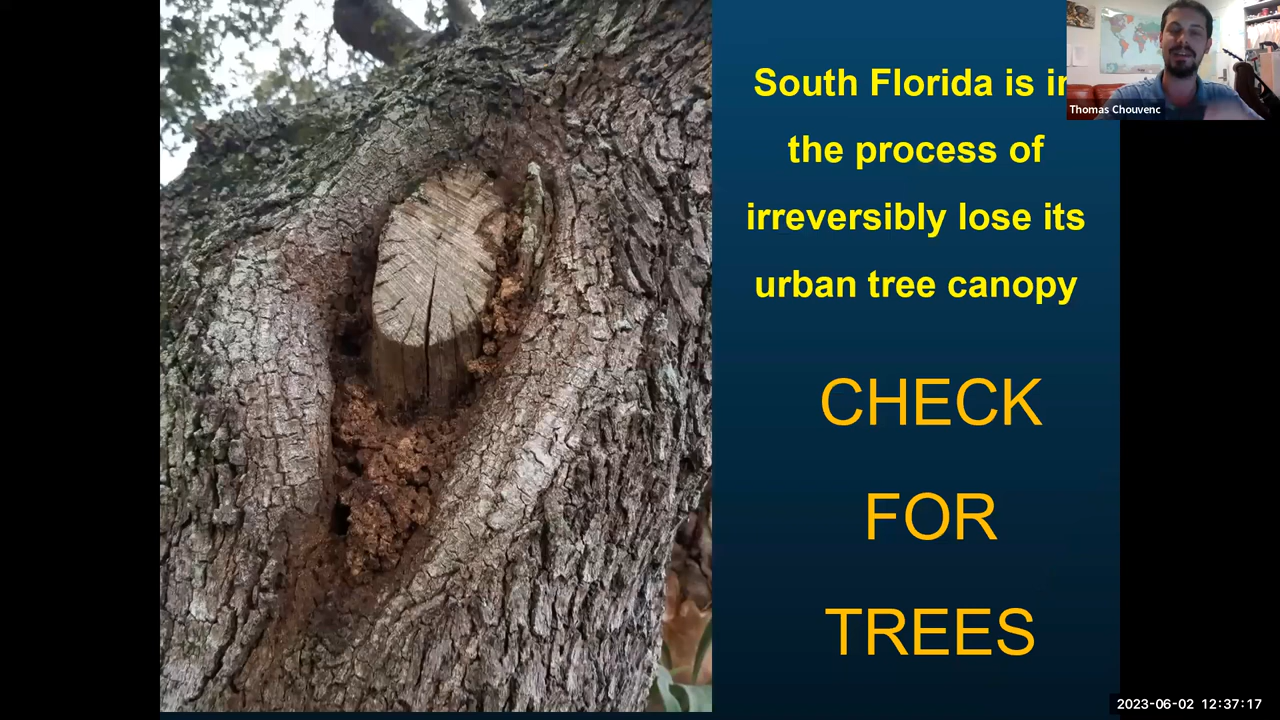 South Florida is in
the process of
irreversibly lose its
urban tree canopy
CHECK
FOR
TREES
Thomas Chouvenc
2023-06-02 12:37:17